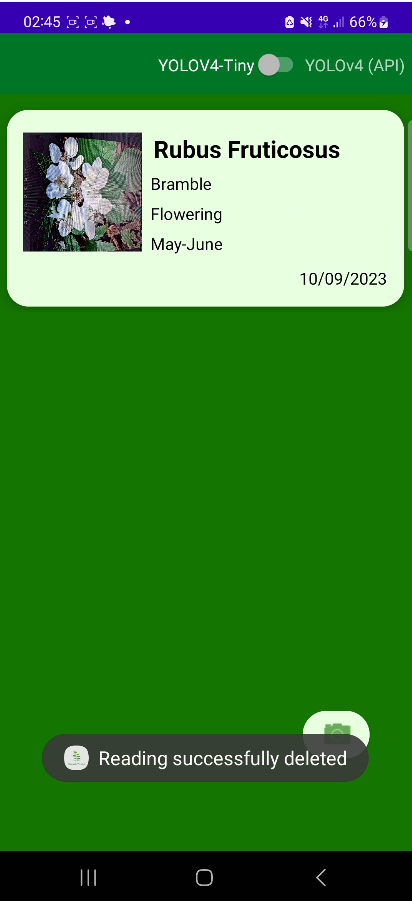 02:45 4G 66%
YOLOV4-Tiny YOLOv4 (API)
Rubus Fruticosus
Bramble
Flowering
May-June
10/09/2023
Reading successfully deleted